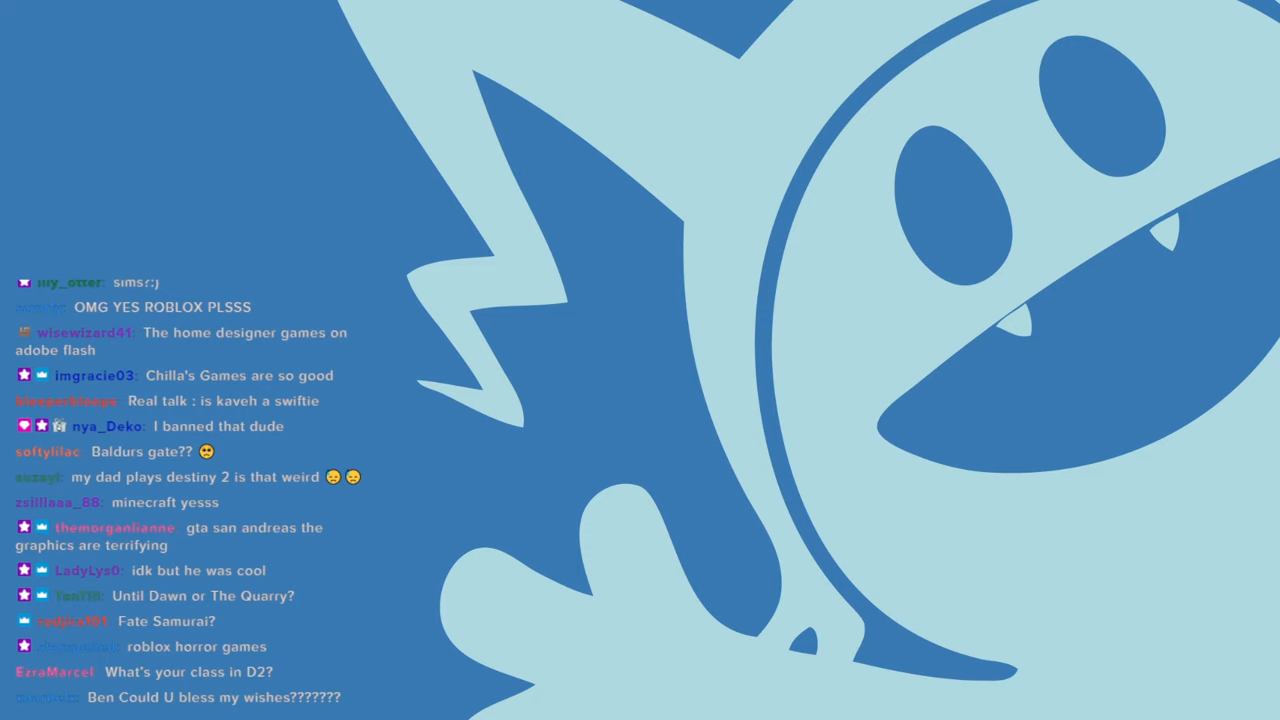 lily_otter: sims?:)
OMG YES ROBLOX PLSSS
wisewizard41: The home designer games on
adobe flash
imgracie03: Chilla's Games are so good
Real talk : is kaveh a swiftie
nya_Deko: I banned that dude
softylilac: Baldurs gate?? 🥺
my dad plays destiny 2 is that weird 😓😓
zsilllaaa_88: minecraft yesss
themorganlianne: gta san andreas the
graphics are terrifying
LadyLys0: idk but he was cool
Until Dawn or The Quarry?
Fate Samurai?
roblox horror games
EzraMarcel: What's your class in D2?
Ben Could U bless my wishes???????